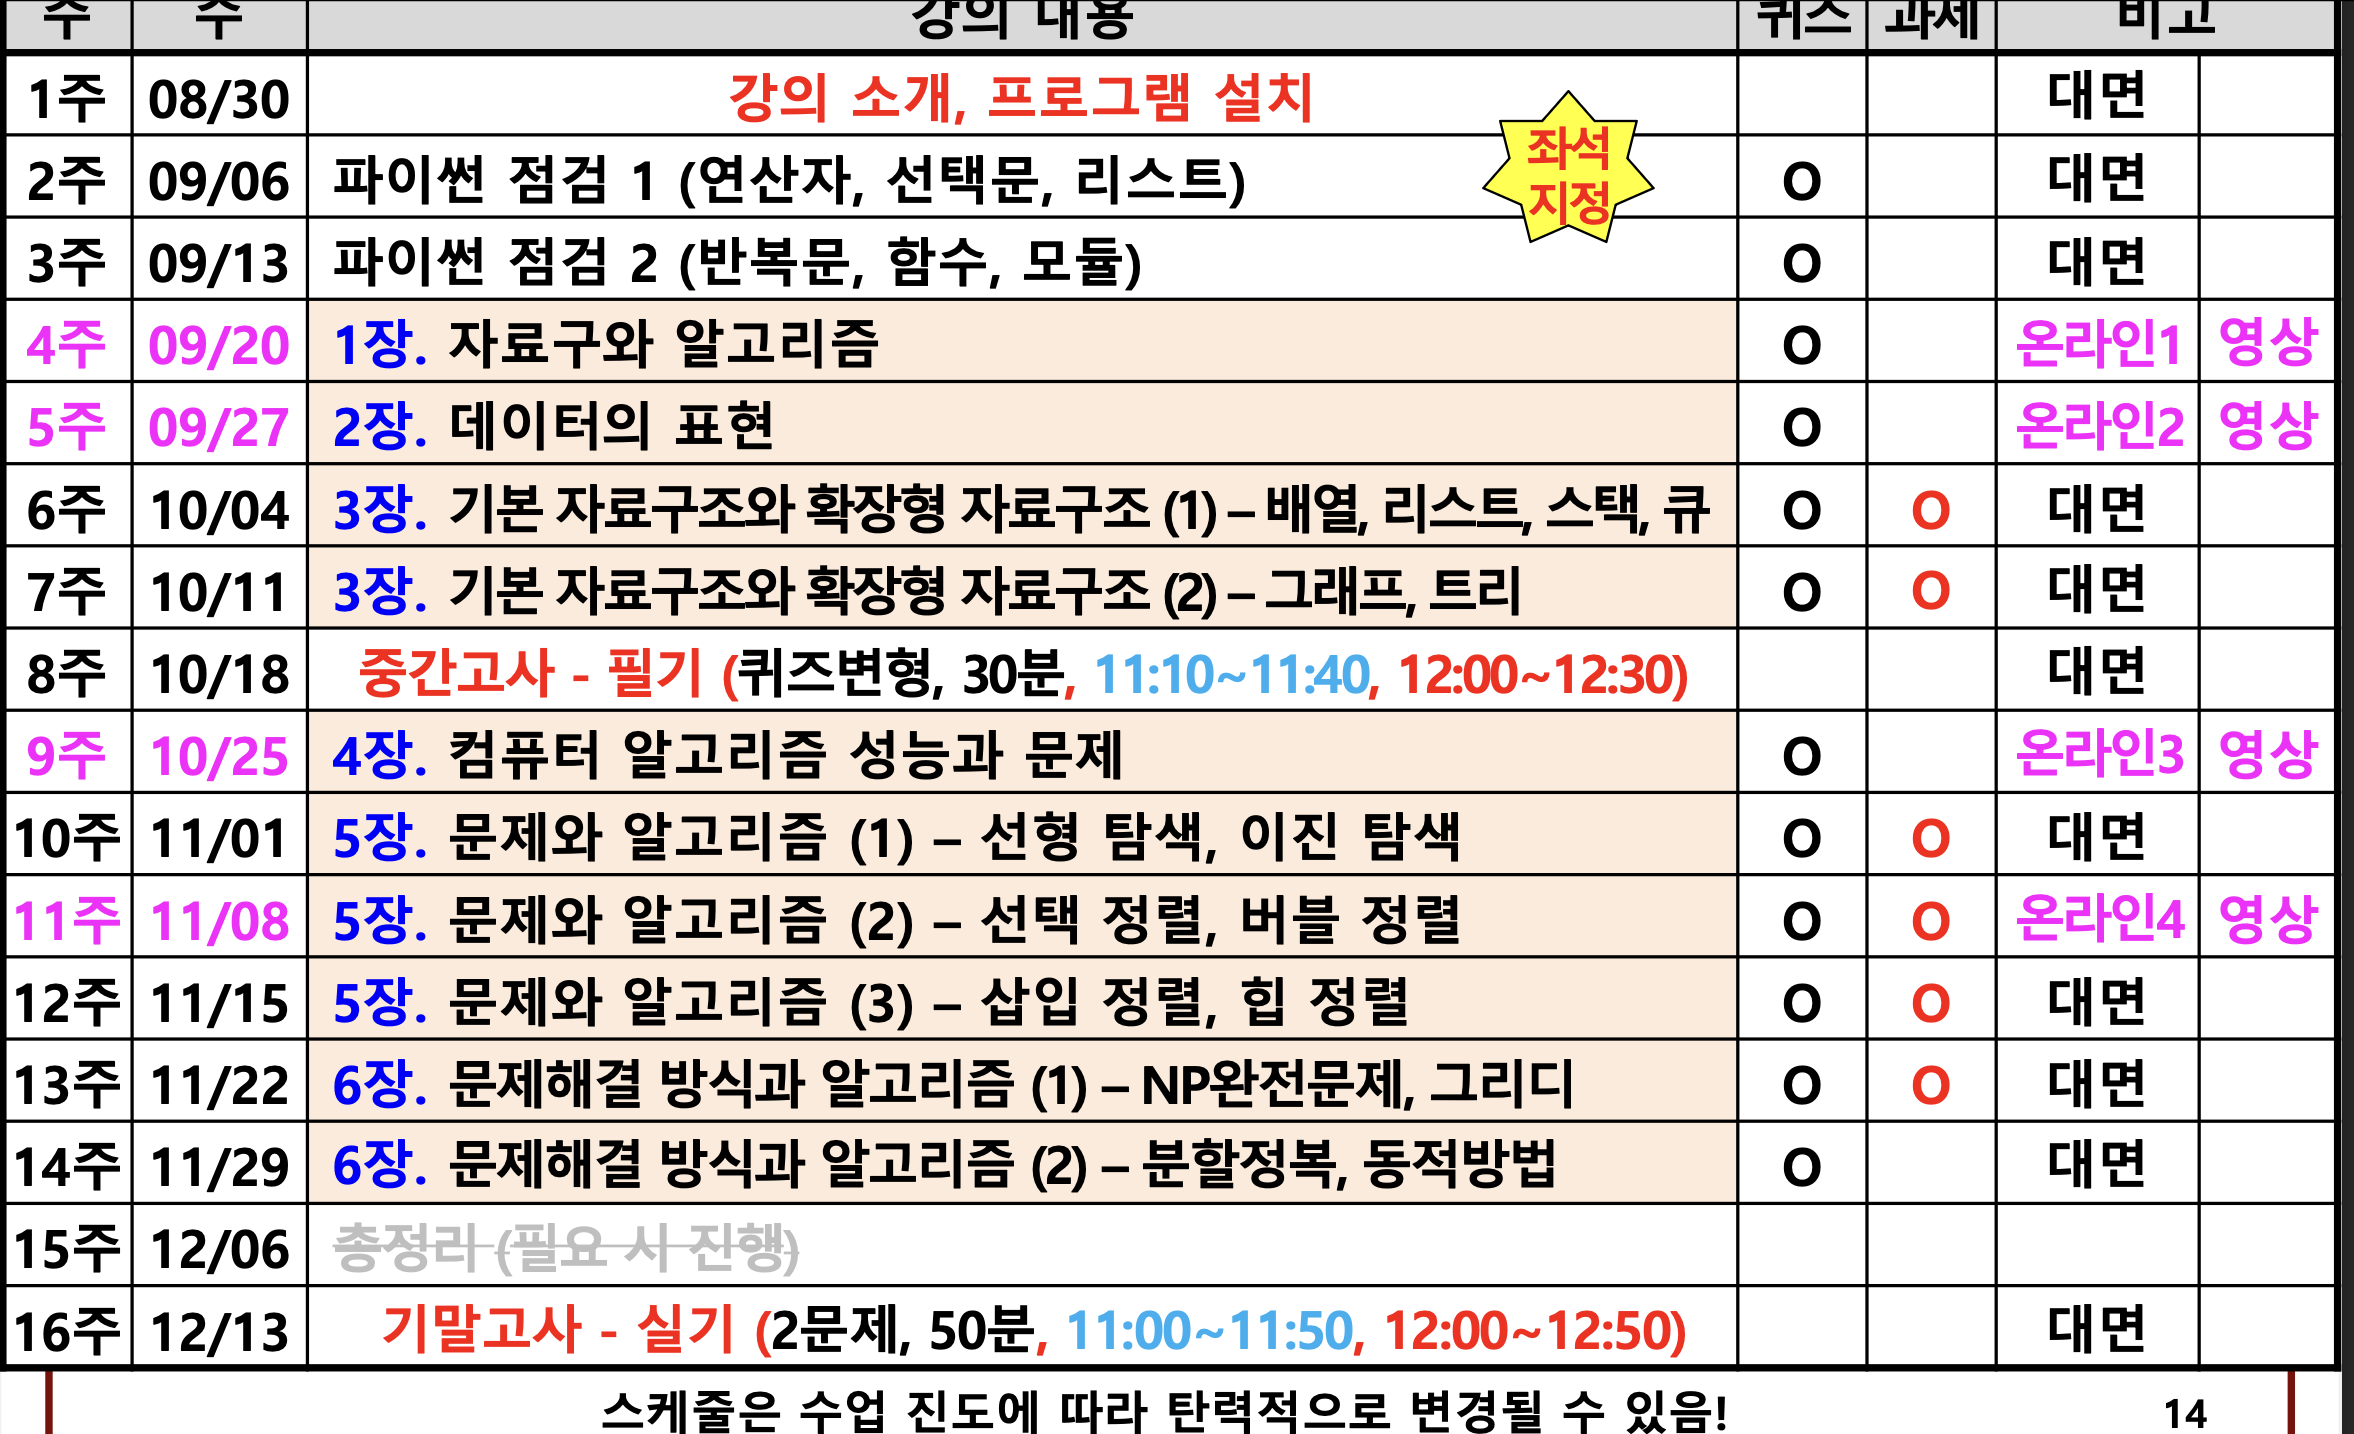 주 주 강의 내용 퀴즈 과제 비고
1주 08/30 강의 소개, 프로그램 설치 대면
좌석
지정
2주 09/06 파이썬 점검 1 (연산자, 선택문, 리스트) O 대면
3주 09/13 파이썬 점검 2 (반복문, 함수, 모듈) O 대면
4주 09/20 1장. 자료구와 알고리즘 O 온라인1 영상
5주 09/27 2장. 데이터의 표현 O 온라인2 영상
6주 10/04 3장. 기본 자료구조와 확장형 자료구조 (1) – 배열, 리스트, 스택, 큐 O O 대면
7주 10/11 3장. 기본 자료구조와 확장형 자료구조 (2) – 그래프, 트리 O O 대면
8주 10/18 중간고사 - 필기 (퀴즈변형, 30분, 11:10~11:40, 12:00~12:30) 대면
9주 10/25 4장. 컴퓨터 알고리즘 성능과 문제 O 온라인3 영상
10주 11/01 5장. 문제와 알고리즘 (1) – 선형 탐색, 이진 탐색 O O 대면
11주 11/08 5장. 문제와 알고리즘 (2) – 선택 정렬, 버블 정렬 O O 온라인4 영상
12주 11/15 5장. 문제와 알고리즘 (3) – 삽입 정렬, 힙 정렬 O O 대면
13주 11/22 6장. 문제해결 방식과 알고리즘 (1) – NP완전문제, 그리디 O O 대면
14주 11/29 6장. 문제해결 방식과 알고리즘 (2) – 분할정복, 동적방법 O 대면
15주 12/06 총정리 (필요 시 진행)
16주 12/13 기말고사 - 실기 (2문제, 50분, 11:00~11:50, 12:00~12:50) 대면
스케줄은 수업 진도에 따라 탄력적으로 변경될 수 있음! 14